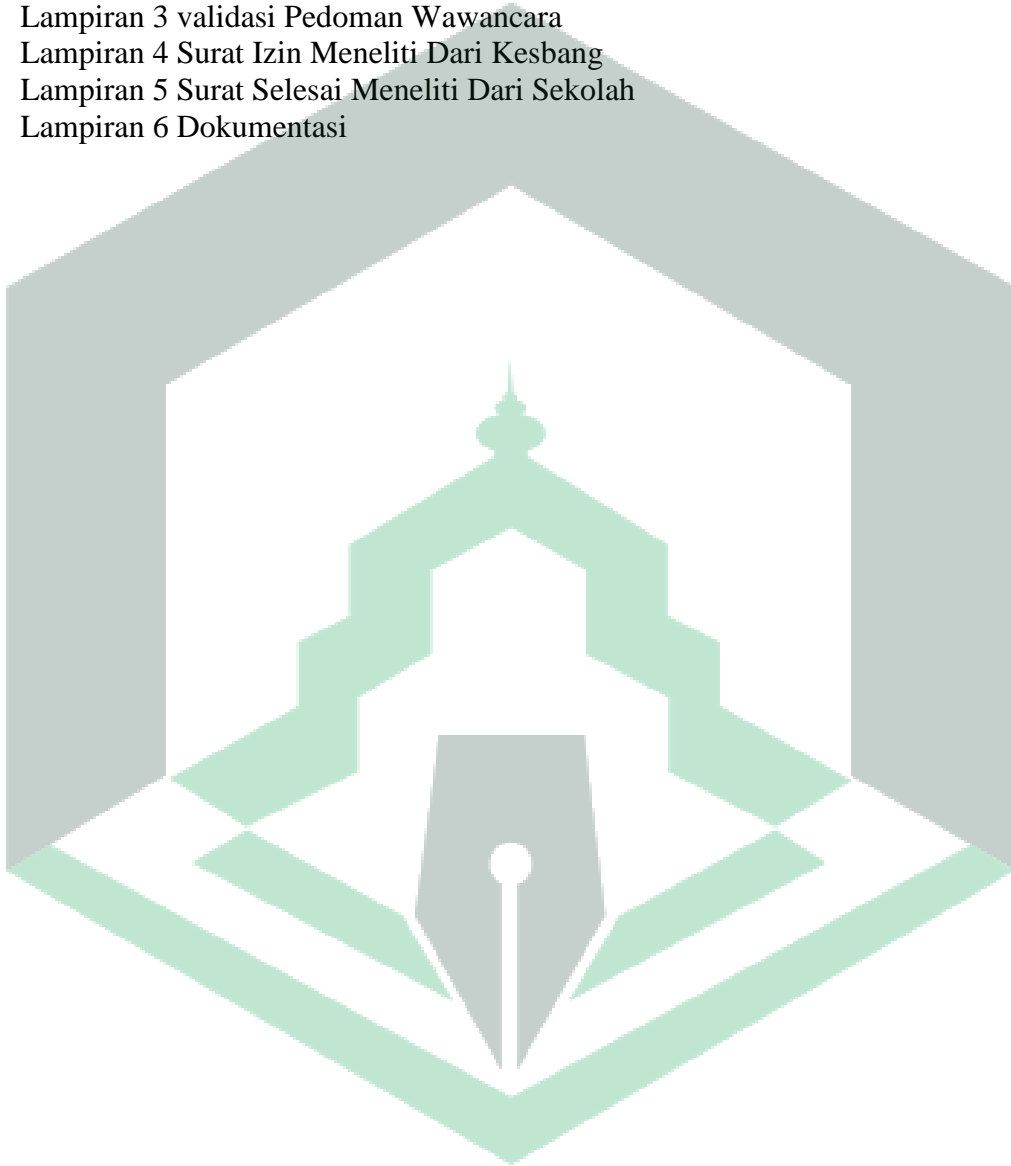 Lampiran 3 validasi Pedoman Wawancara
Lampiran 4 Surat Izin Meneliti Dari Kesbang
Lampiran 5 Surat Selesai Meneliti Dari Sekolah
Lampiran 6 Dokumentasi